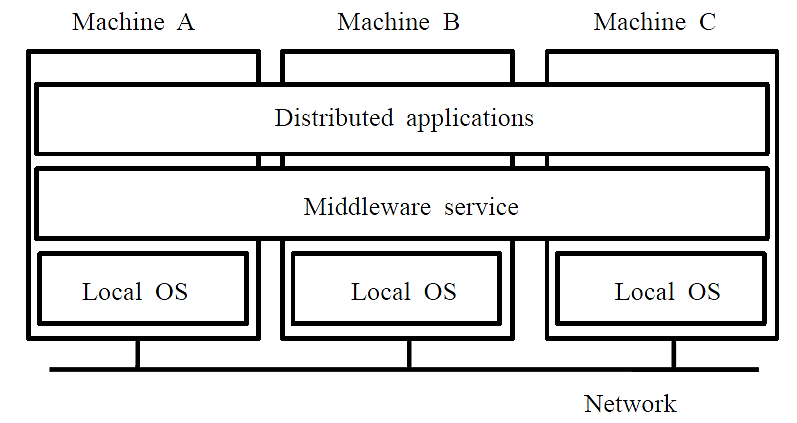 Machine A Machine B Machine C
Distributed applications
Middleware service
Local OS Local OS Local OS
Network